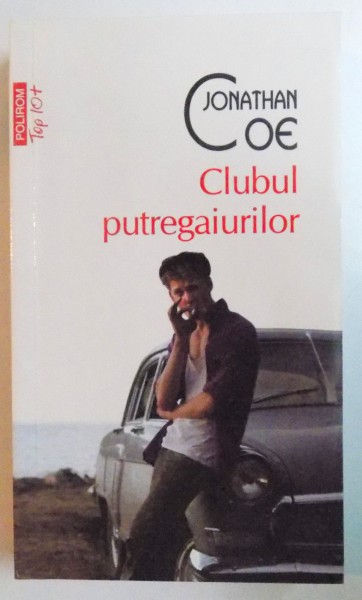 POLIROM
Top 10+
JONATHAN
COE
Clubul
putregaiurilor